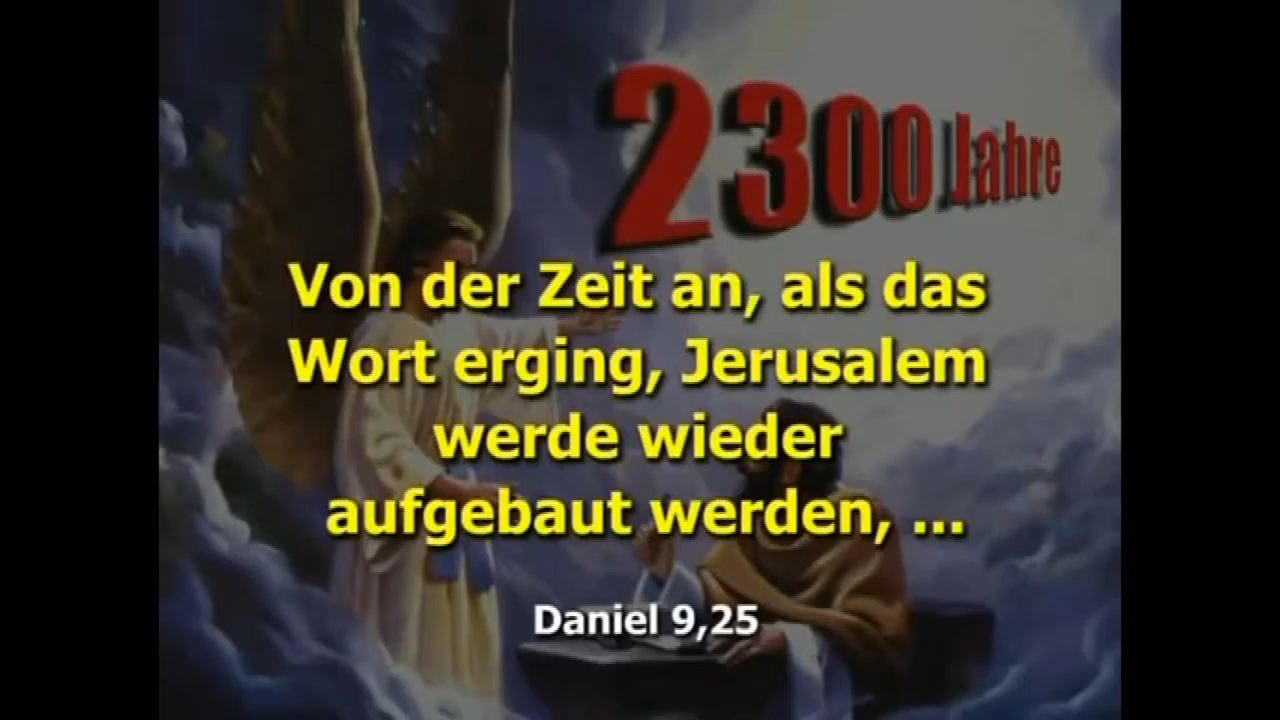 2300 Jahre
Von der Zeit an, als das
Wort erging, Jerusalem
werde wieder
aufgebaut werden, ...
Daniel 9,25